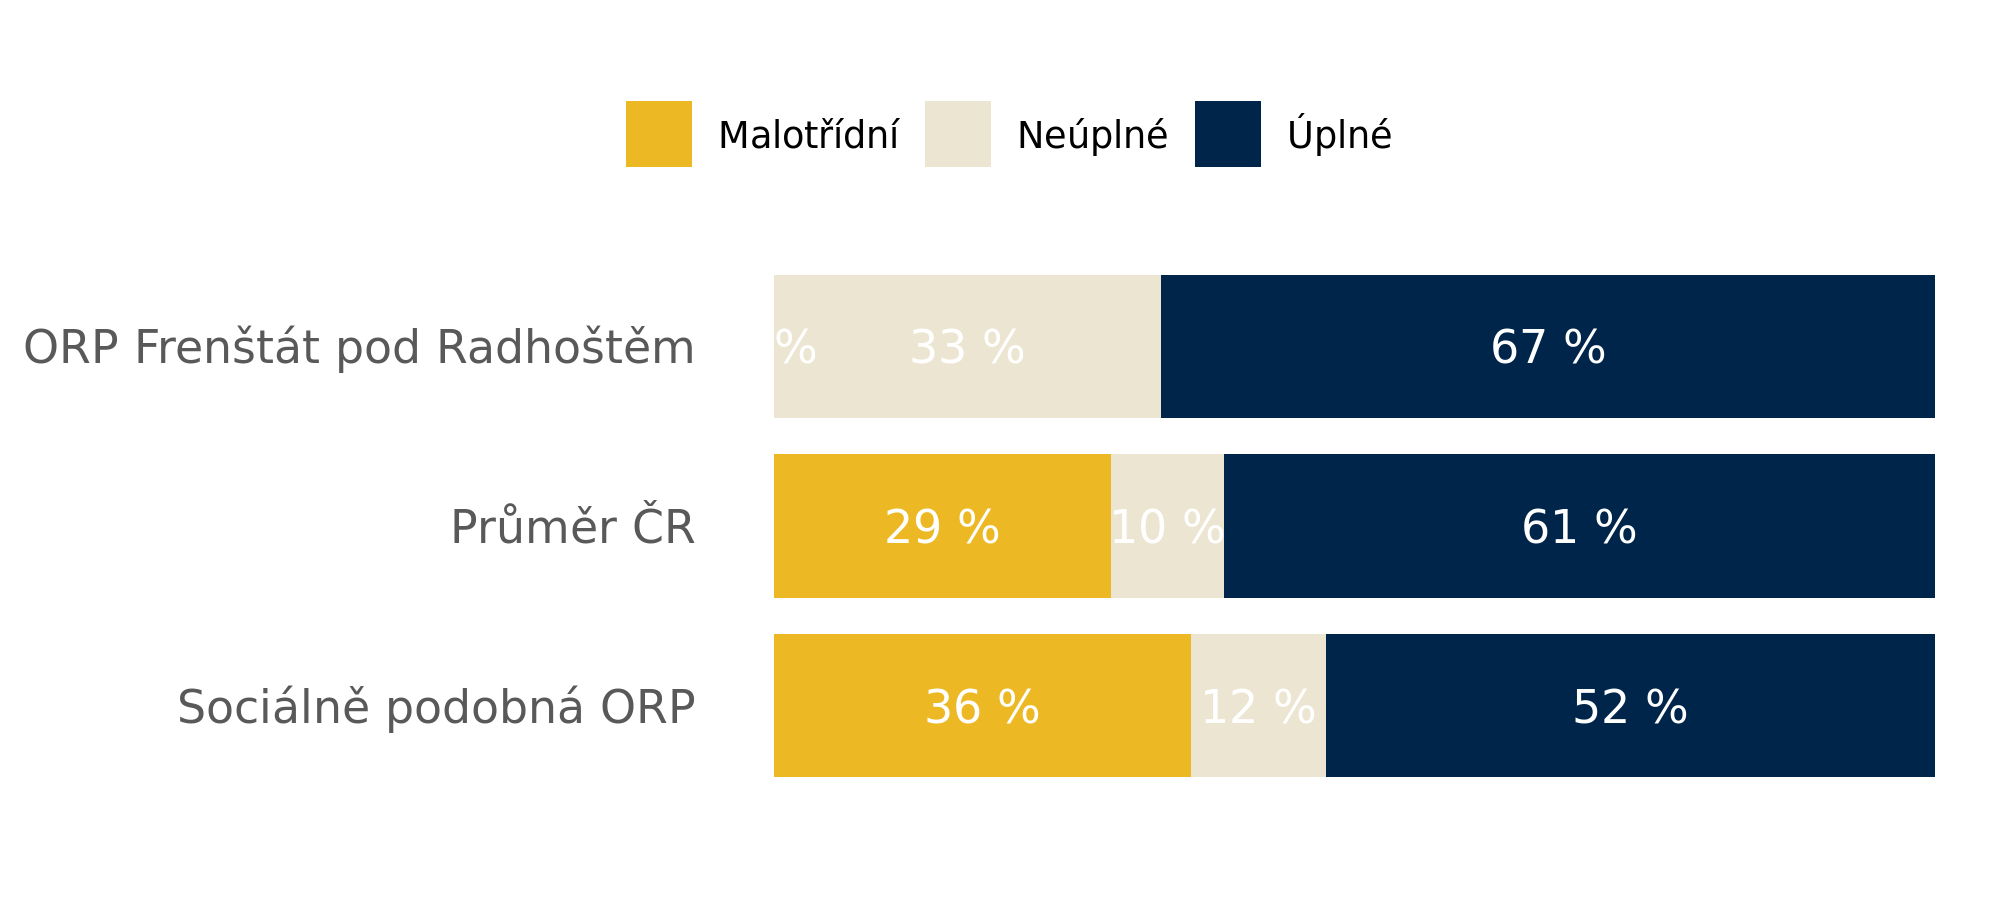 Malotřídní Neúplné Úplné
ORP Frenštát pod Radhoštěm % 33 % 67 %
Průměr ČR 29 % 10 % 61 %
Sociálně podobná ORP 36 % 12 % 52 %